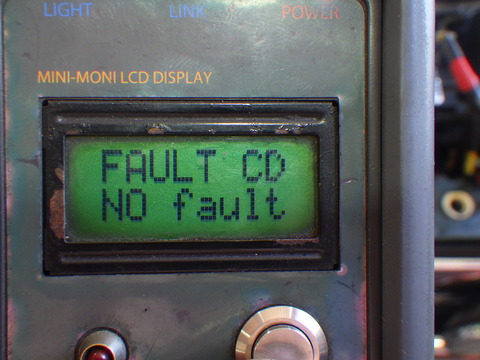 LIGHT LINK POWER
MINI-MONI LCD DISPLAY
FAULT CD
NO fault